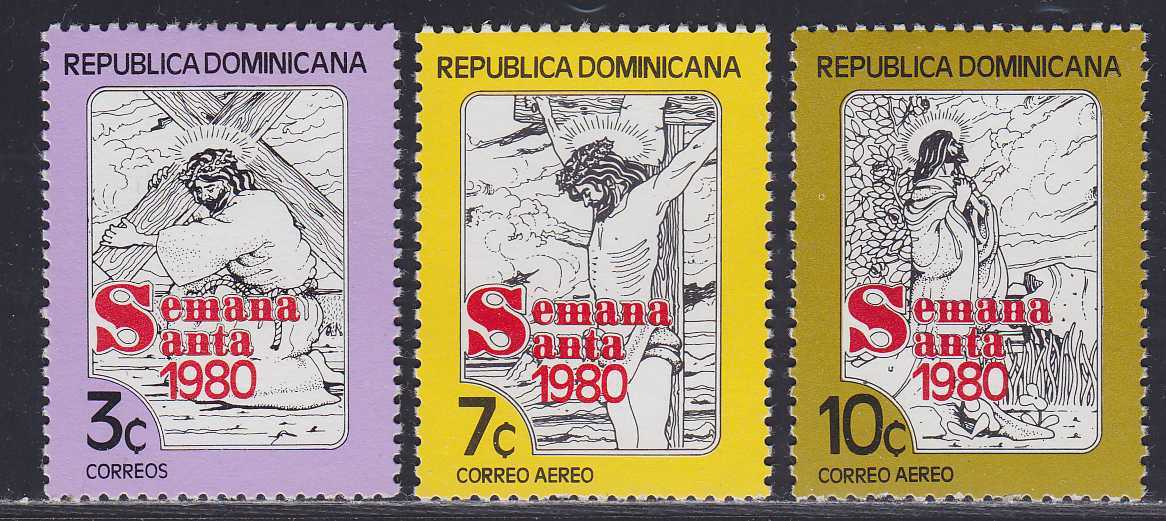 REPUBLICA DOMINICANA
Semana
Santa
1980
3¢
CORREOS
REPUBLICA DOMINICANA
Semana
Santa
1980
7¢
CORREO AEREO
REPUBLICA DOMINICANA
Semana
Santa
1980
10¢
CORREO AEREO